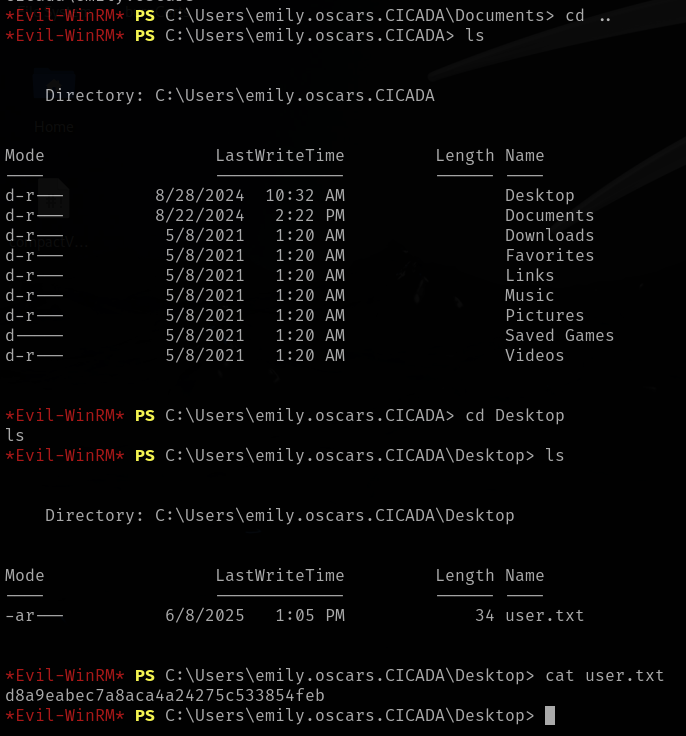 *Evil-WinRM* PS C:\Users\emily.oscars.CICADA\Documents> cd ..
*Evil-WinRM* PS C:\Users\emily.oscars.CICADA> ls
Home
Directory: C:\Users\emily.oscars.CICADA
Mode                 LastWriteTime         Length Name
----                 -------------         ------ ----
d-r---         8/28/2024  10:32 AM                Desktop
d-r---         8/22/2024   2:22 PM                Documents
d-r---          5/8/2021   1:20 AM                Downloads
d-r---          5/8/2021   1:20 AM                Favorites
d-r---          5/8/2021   1:20 AM                Links
d-r---          5/8/2021   1:20 AM                Music
d-r---          5/8/2021   1:20 AM                Pictures
d-----          5/8/2021   1:20 AM                Saved Games
d-r---          5/8/2021   1:20 AM                Videos
*Evil-WinRM* PS C:\Users\emily.oscars.CICADA> cd Desktop
ls
*Evil-WinRM* PS C:\Users\emily.oscars.CICADA\Desktop> ls
Directory: C:\Users\emily.oscars.CICADA\Desktop
Mode                 LastWriteTime         Length Name
----                 -------------         ------ ----
-ar---          6/8/2025   1:05 PM             34 user.txt
*Evil-WinRM* PS C:\Users\emily.oscars.CICADA\Desktop> cat user.txt
d8a9eabec7a8aca4a24275c533854feb
*Evil-WinRM* PS C:\Users\emily.oscars.CICADA\Desktop>